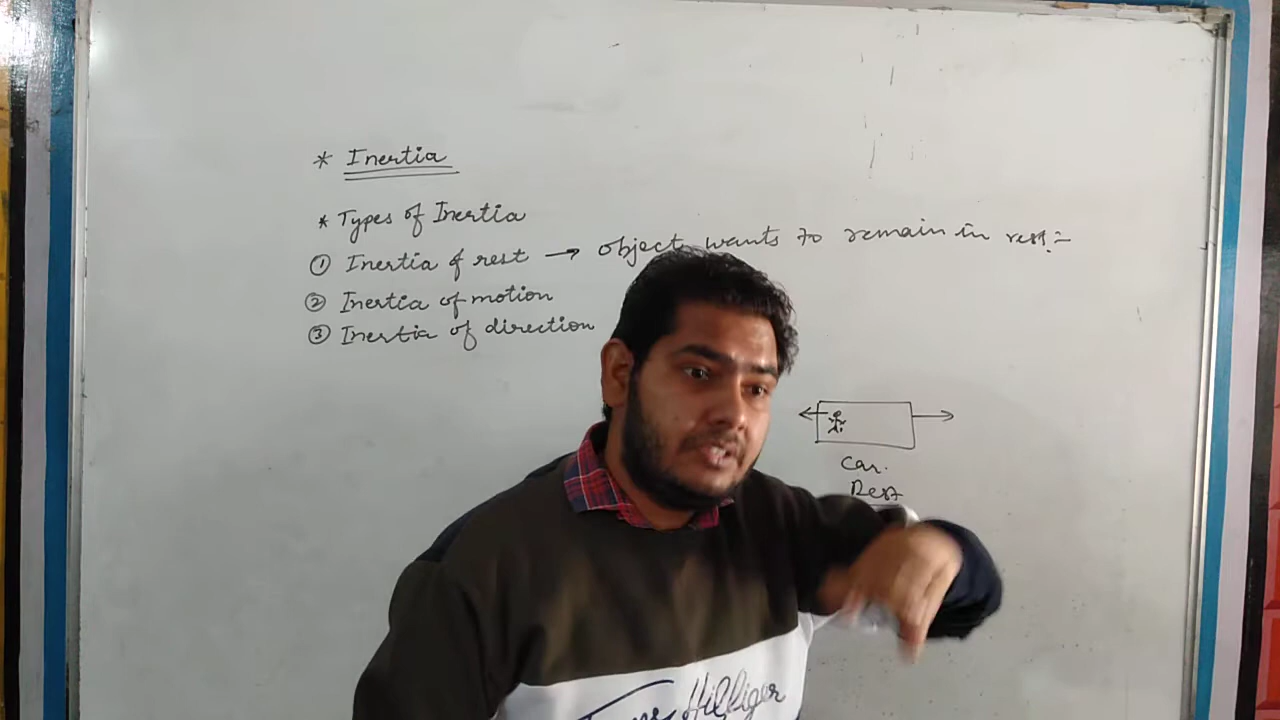 * Inertia
* Types of Inertia
① Inertia of rest → object wants to remain in rest:-
② Inertia of motion
③ Inertia of direction
Car.
Rest
Hilfiger